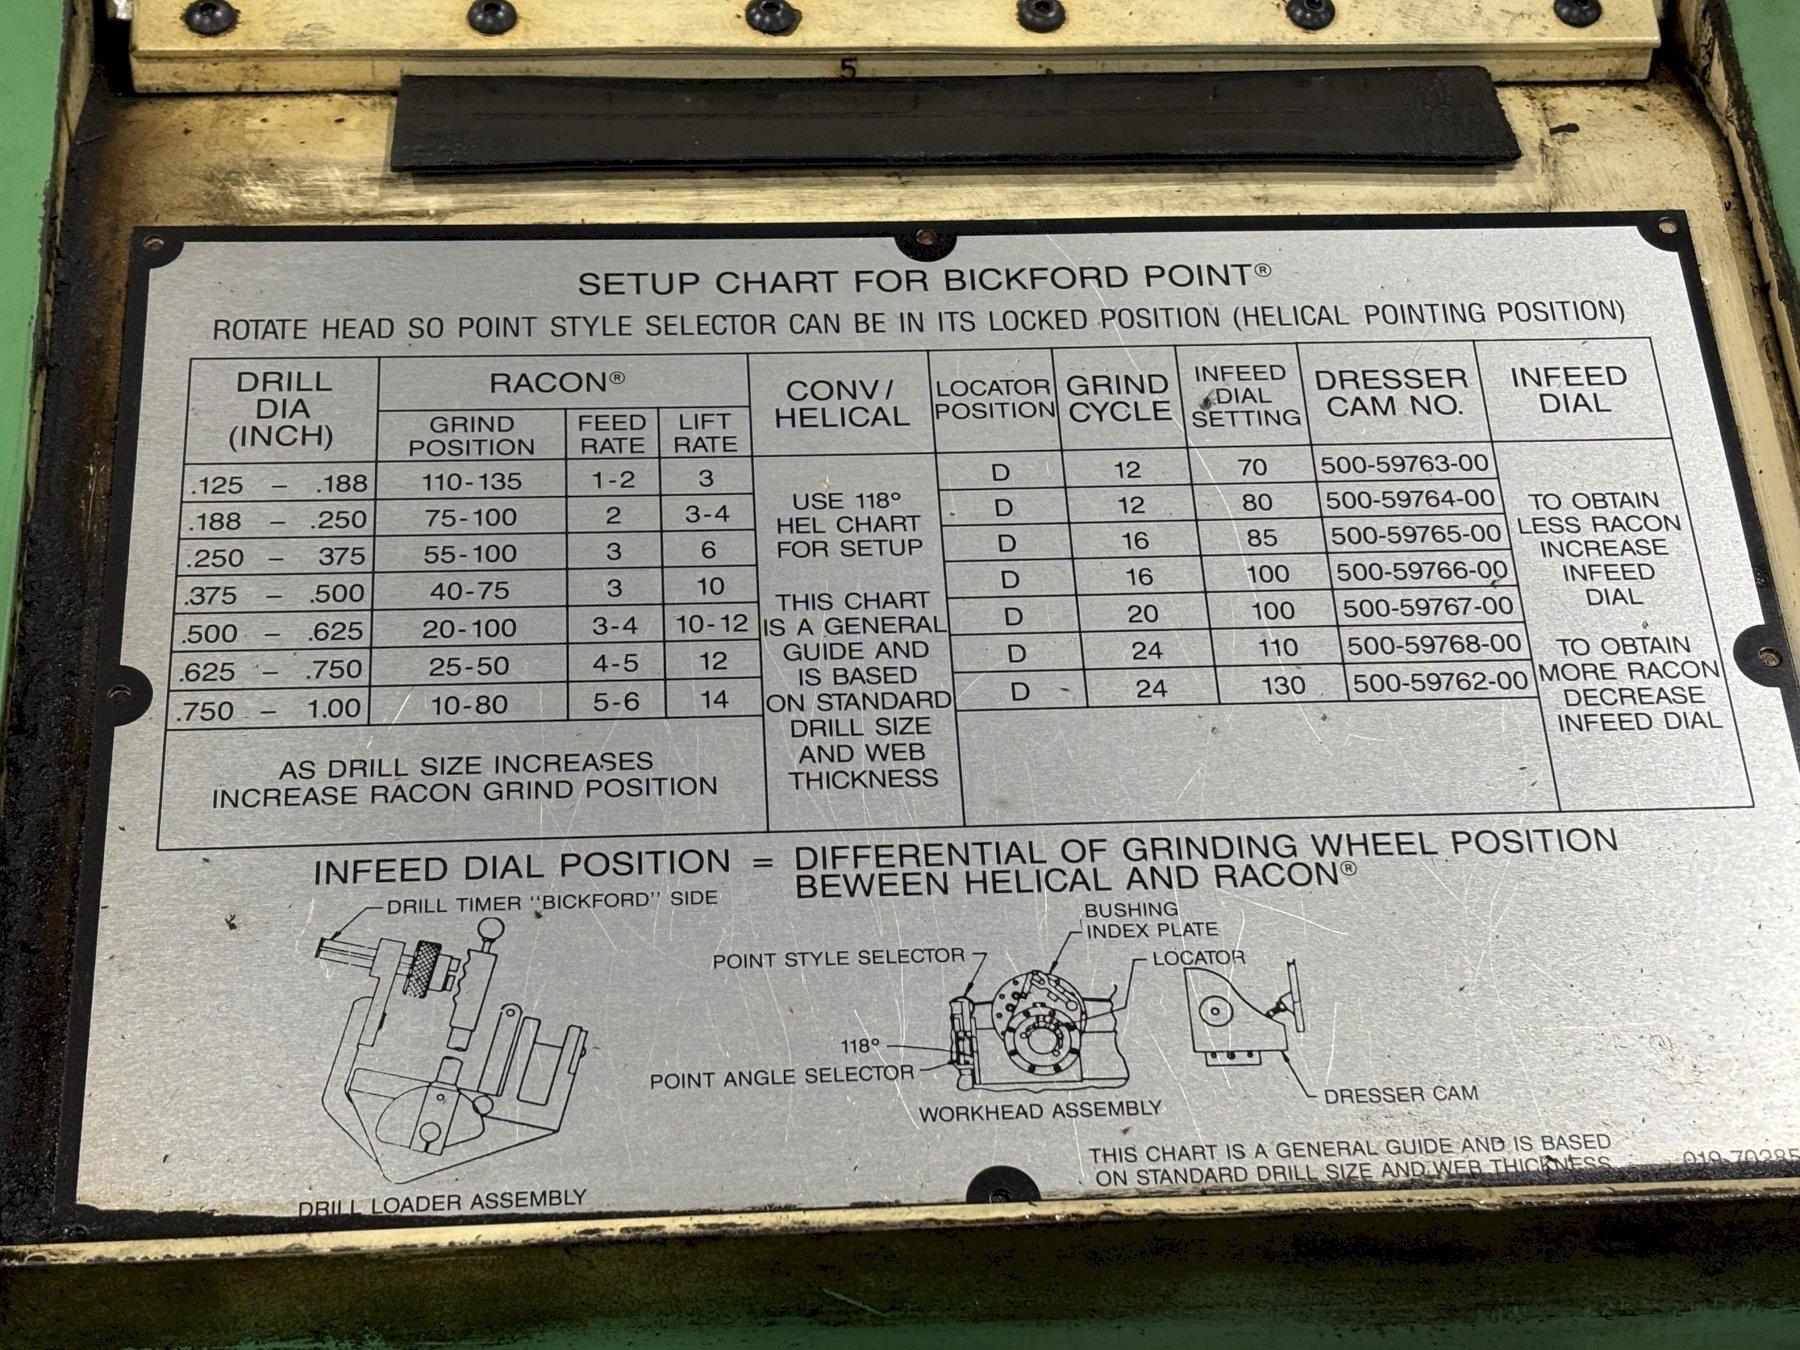 5
SETUP CHART FOR BICKFORD POINT®
ROTATE HEAD SO POINT STYLE SELECTOR CAN BE IN ITS LOCKED POSITION (HELICAL POINTING POSITION)
DRILL DIA (INCH) RACON® CONV/ HELICAL LOCATOR POSITION GRIND CYCLE INFEED DIAL SETTING DRESSER CAM NO. INFEED DIAL
GRIND POSITION FEED RATE LIFT RATE
.125 - .188 110-135 1-2 3 D 12 70 500-59763-00
.188 - .250 75-100 2 3-4 D 12 80 500-59764-00
.250 - 375 55-100 3 6 D 16 85 500-59765-00
.375 - .500 40-75 3 10 D 16 100 500-59766-00
.500 - .625 20-100 3-4 10-12 D 20 100 500-59767-00
.625 - .750 25-50 4-5 12 D 24 110 500-59768-00
.750 - 1.00 10-80 5-6 14 D 24 130 500-59762-00
AS DRILL SIZE INCREASES
INCREASE RACON GRIND POSITION
USE 118°
HEL CHART
FOR SETUP
THIS CHART
IS A GENERAL
GUIDE AND
IS BASED
ON STANDARD
DRILL SIZE
AND WEB
THICKNESS
TO OBTAIN
LESS RACON
INCREASE
INFEED
DIAL
TO OBTAIN
MORE RACON
DECREASE
INFEED DIAL
INFEED DIAL POSITION = DIFFERENTIAL OF GRINDING WHEEL POSITION
BEWEEN HELICAL AND RACON®
DRILL TIMER "BICKFORD" SIDE
BUSHING
INDEX PLATE
POINT STYLE SELECTOR
LOCATOR
118°
POINT ANGLE SELECTOR
DRESSER CAM
WORKHEAD ASSEMBLY
THIS CHART IS A GENERAL GUIDE AND IS BASED
ON STANDARD DRILL SIZE AND WEB THICKNESS
DRILL LOADER ASSEMBLY